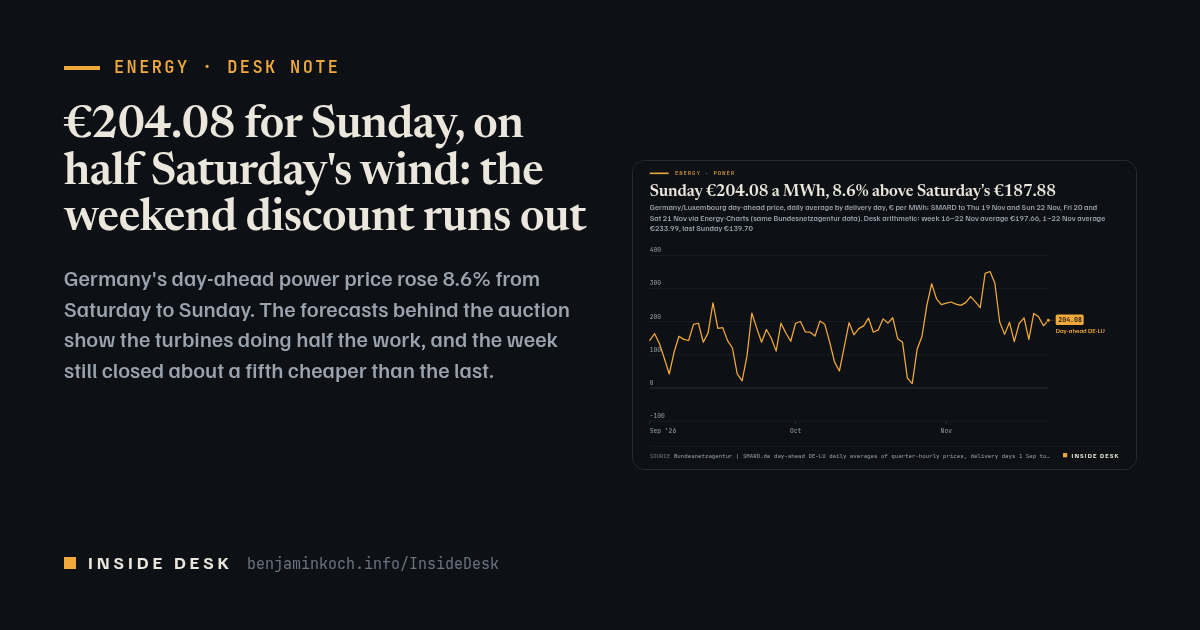 ENERGY · DESK NOTE
€204.08 for Sunday, on
half Saturday's wind: the
weekend discount runs out
Germany's day-ahead power price rose 8.6% from
Saturday to Sunday. The forecasts behind the auction
show the turbines doing half the work, and the week
still closed about a fifth cheaper than the last.
ENERGY · POWER
Sunday €204.08 a MWh, 8.6% above Saturday's €187.88
Germany/Luxembourg day-ahead price, daily average by delivery day, € per MWh: SMARD to Thu 19 Nov and Sun 22 Nov, Fri 20 and
Sat 21 Nov via Energy-Charts (same Bundesnetzagentur data). Desk arithmetic: week 16–22 Nov average €197.66, 1–22 Nov average
€233.99, last Sunday €139.70
400
300
200
100
0
-100
204.08
Day-ahead DE-LU
Sep '26
Oct
Nov
SOURCE Bundesnetzagentur | SMARD.de day-ahead DE-LU daily averages of quarter-hourly prices, delivery days 1 Sep to…
INSIDE DESK
INSIDE DESK benjaminkoch.info/InsideDesk